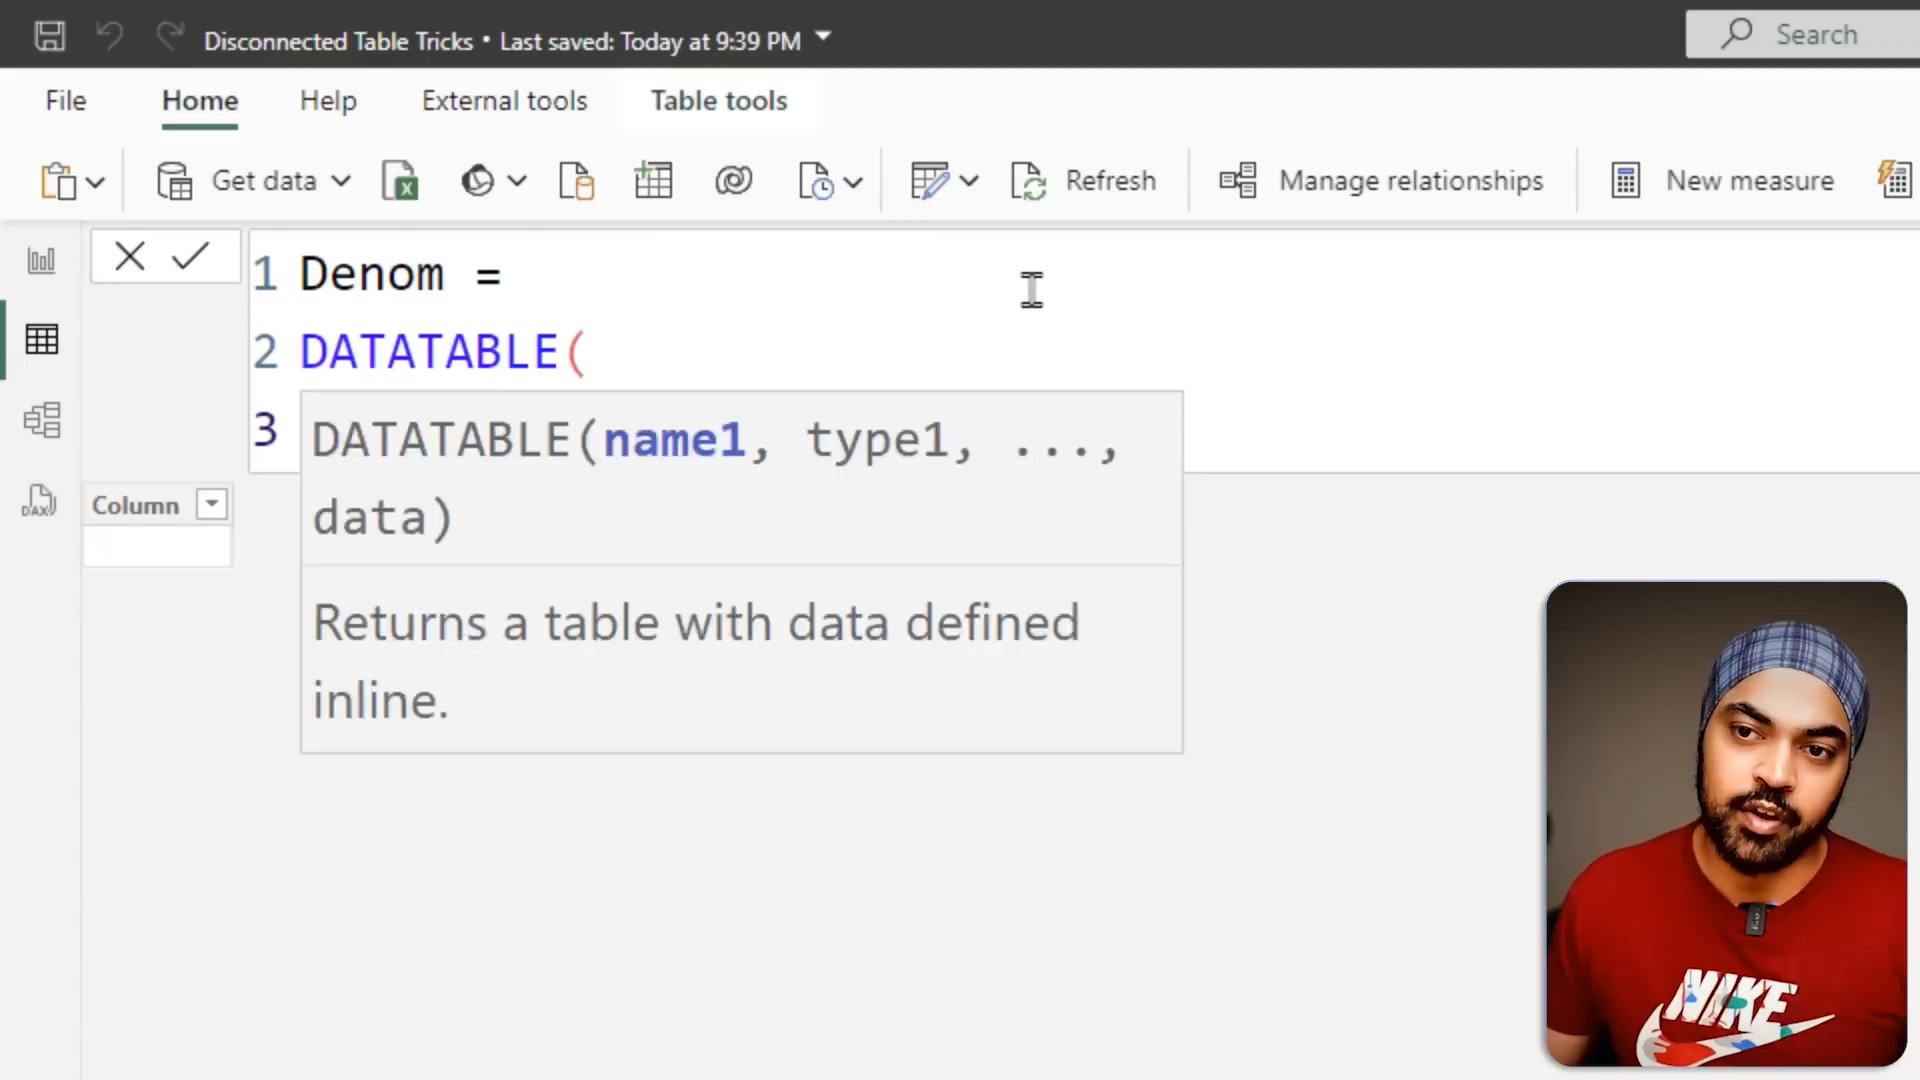 Disconnected Table Tricks • Last saved: Today at 9:39 PM
Search
File Home Help External tools Table tools
Get data Refresh Manage relationships New measure
1 Denom =
2 DATATABLE(
3
DATATABLE(name1, type1, ...,
data)
Returns a table with data defined
inline.
Column
DAX
NIKE